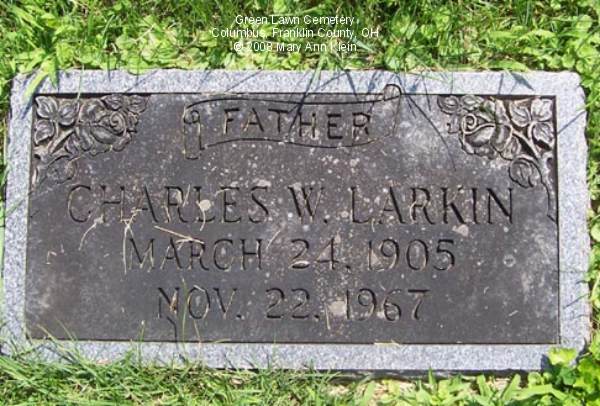 Green Lawn Cemetery
Columbus, Franklin County, OH
© 2008 Mary Ann Klein
FATHER
CHARLES W. LARKIN
MARCH 24, 1905
NOV. 22, 1967